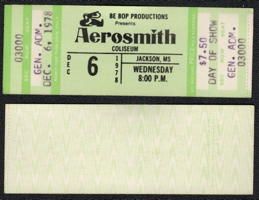 03000
GEN. ADM.
DEC. 6, 1978
BE BOP PRODUCTIONS
Presents
Aerosmith
COLISEUM
DEC 6 1978
JACKSON, MS
WEDNESDAY
8:00 P.M.
$7.50
DAY OF SHOW
GEN. ADM.
03000